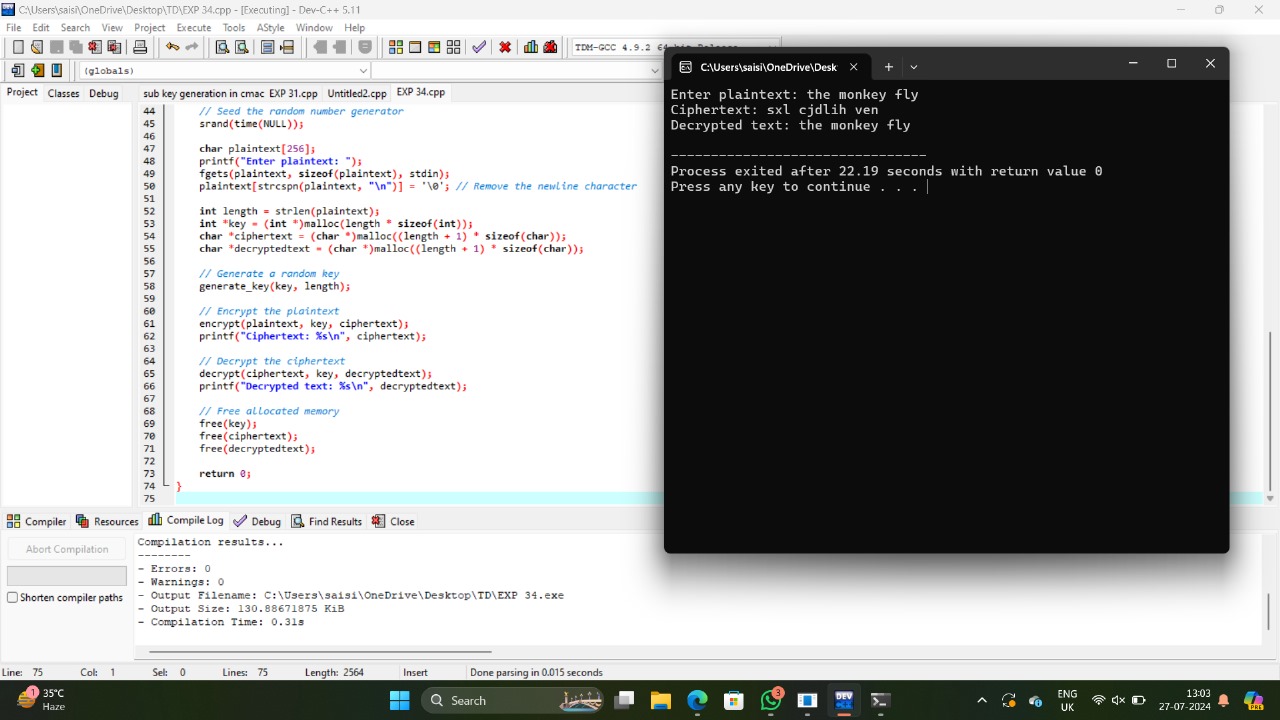 C:\Users\saisi\OneDrive\Desktop\TD\EXP 34.cpp - [Executing] - Dev-C++ 5.11
File Edit Search View Project Execute Tools AStyle Window Help
TDM-GCC 4.9.2 64-bit Release
(globals)
Project Classes Debug
sub key generation in cmac EXP 31.cpp Untitled2.cpp EXP 34.cpp
44 // Seed the random number generator
45 srand(time(NULL));
46
47 char plaintext[256];
48 printf("Enter plaintext: ");
49 fgets(plaintext, sizeof(plaintext), stdin);
50 plaintext[strcspn(plaintext, "\n")] = '\0'; // Remove the newline character
51
52 int length = strlen(plaintext);
53 int *key = (int *)malloc(length * sizeof(int));
54 char *ciphertext = (char *)malloc((length + 1) * sizeof(char));
55 char *decryptedtext = (char *)malloc((length + 1) * sizeof(char));
56
57 // Generate a random key
58 generate_key(key, length);
59
60 // Encrypt the plaintext
61 encrypt(plaintext, key, ciphertext);
62 printf("Ciphertext: %s\n", ciphertext);
63
64 // Decrypt the ciphertext
65 decrypt(ciphertext, key, decryptedtext);
66 printf("Decrypted text: %s\n", decryptedtext);
67
68 // Free allocated memory
69 free(key);
70 free(ciphertext);
71 free(decryptedtext);
72
73 return 0;
74 }
75
C:\Users\saisi\OneDrive\Desk
Enter plaintext: the monkey fly
Ciphertext: sxl cjdlih ven
Decrypted text: the monkey fly
--------------------------------
Process exited after 22.19 seconds with return value 0
Press any key to continue . . .
Compiler Resources Compile Log Debug Find Results Close
Abort Compilation
Shorten compiler paths
Compilation results...
--------
- Errors: 0
- Warnings: 0
- Output Filename: C:\Users\saisi\OneDrive\Desktop\TD\EXP 34.exe
- Output Size: 130.88671875 KiB
- Compilation Time: 0.31s
Line: 75 Col: 1 Sel: 0 Lines: 75 Length: 2564 Insert Done parsing in 0.015 seconds
1
35°C
Haze
Search
3
DEV
ENG
UK
13:03
27-07-2024
PRE